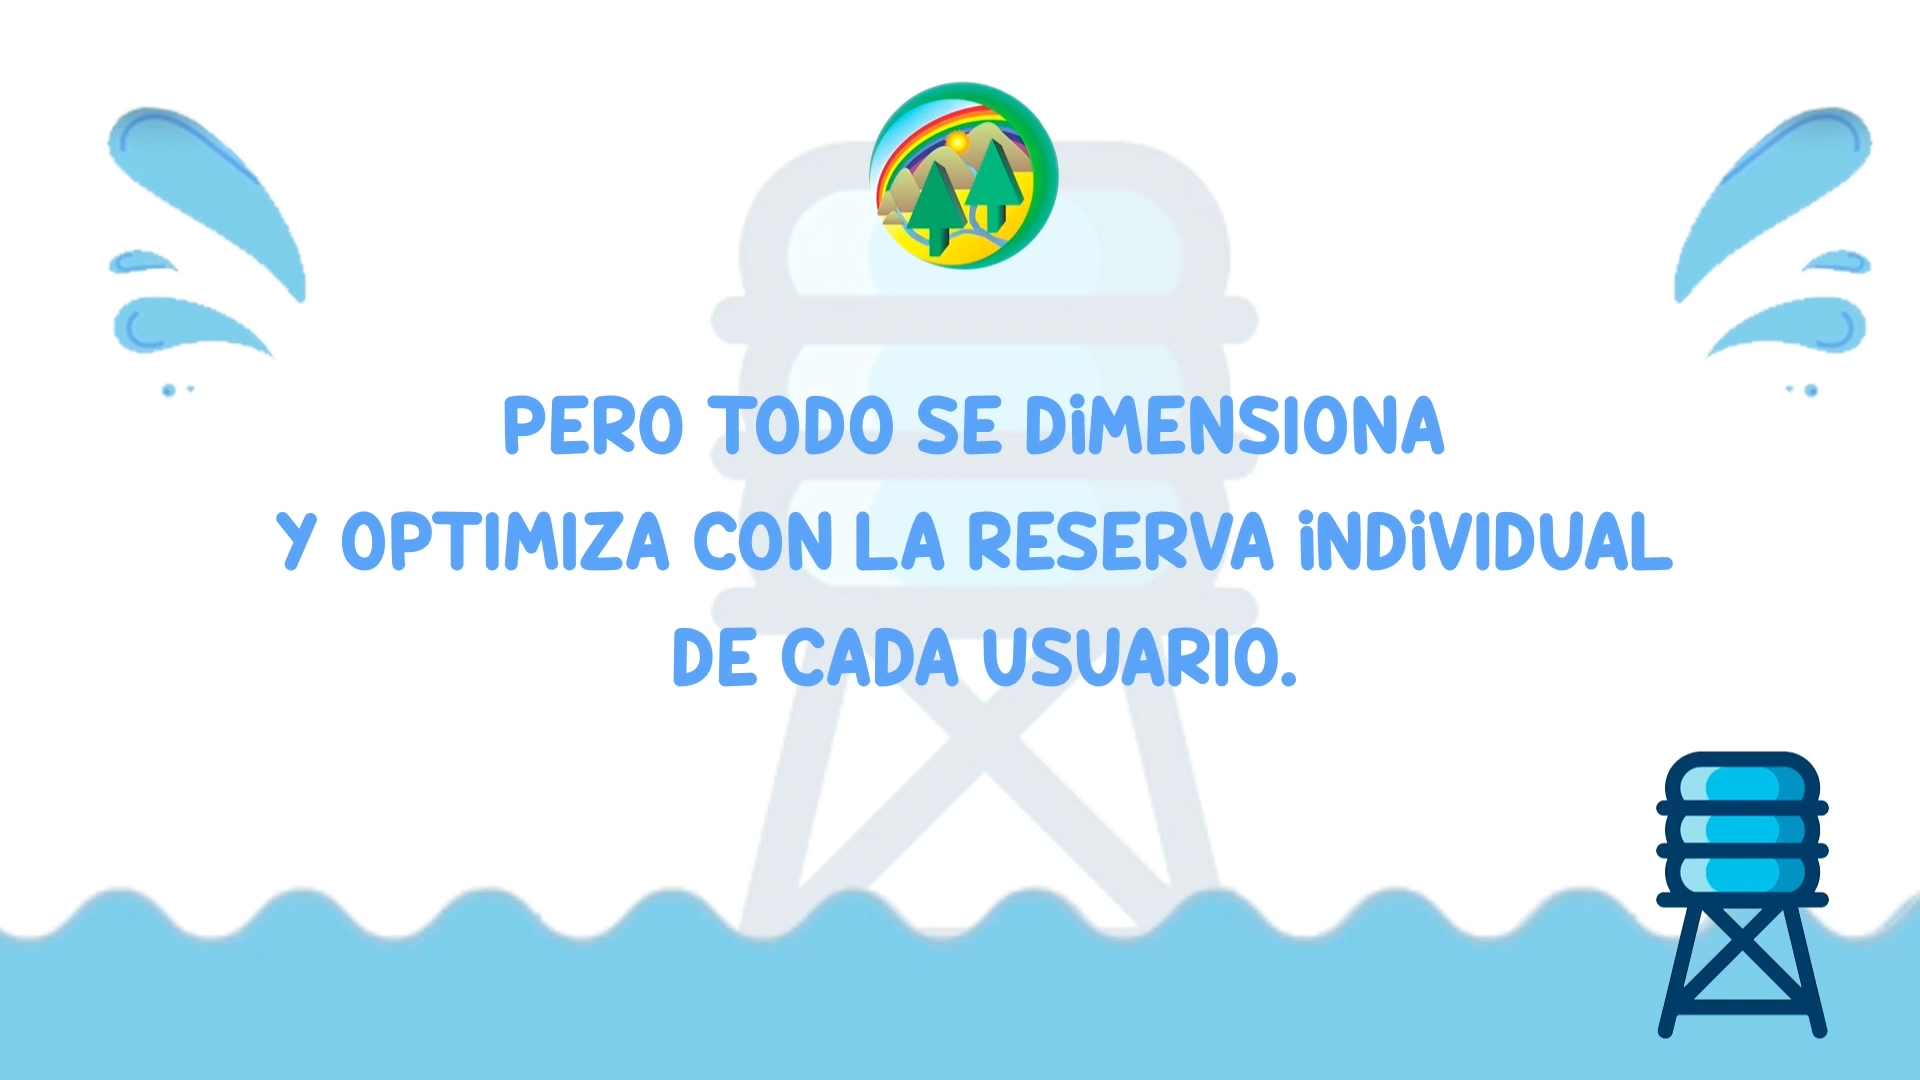 PERO TODO SE DIMENSIONA
Y OPTIMIZA CON LA RESERVA INDIVIDUAL
DE CADA USUARIO.